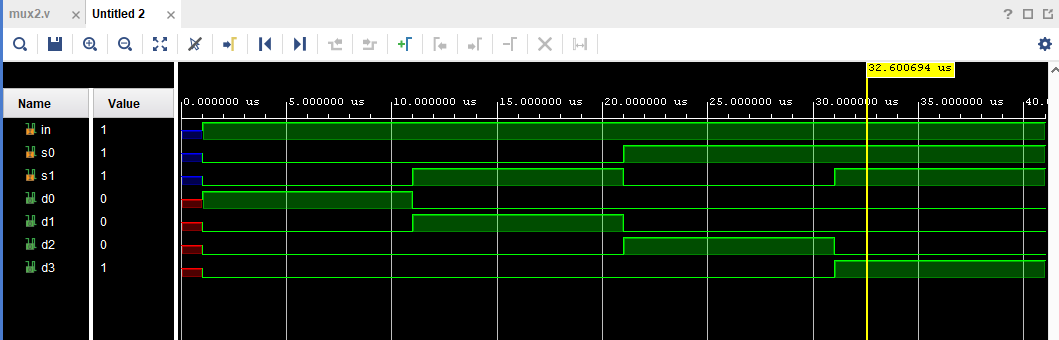 mux2.v × Untitled 2 ×
32.600694 us
Name Value
0.000000 us 5.000000 us 10.000000 us 15.000000 us 20.000000 us 25.000000 us 30.000000 us 35.000000 us 40.0
in 1
s0 1
s1 1
d0 0
d1 0
d2 0
d3 1